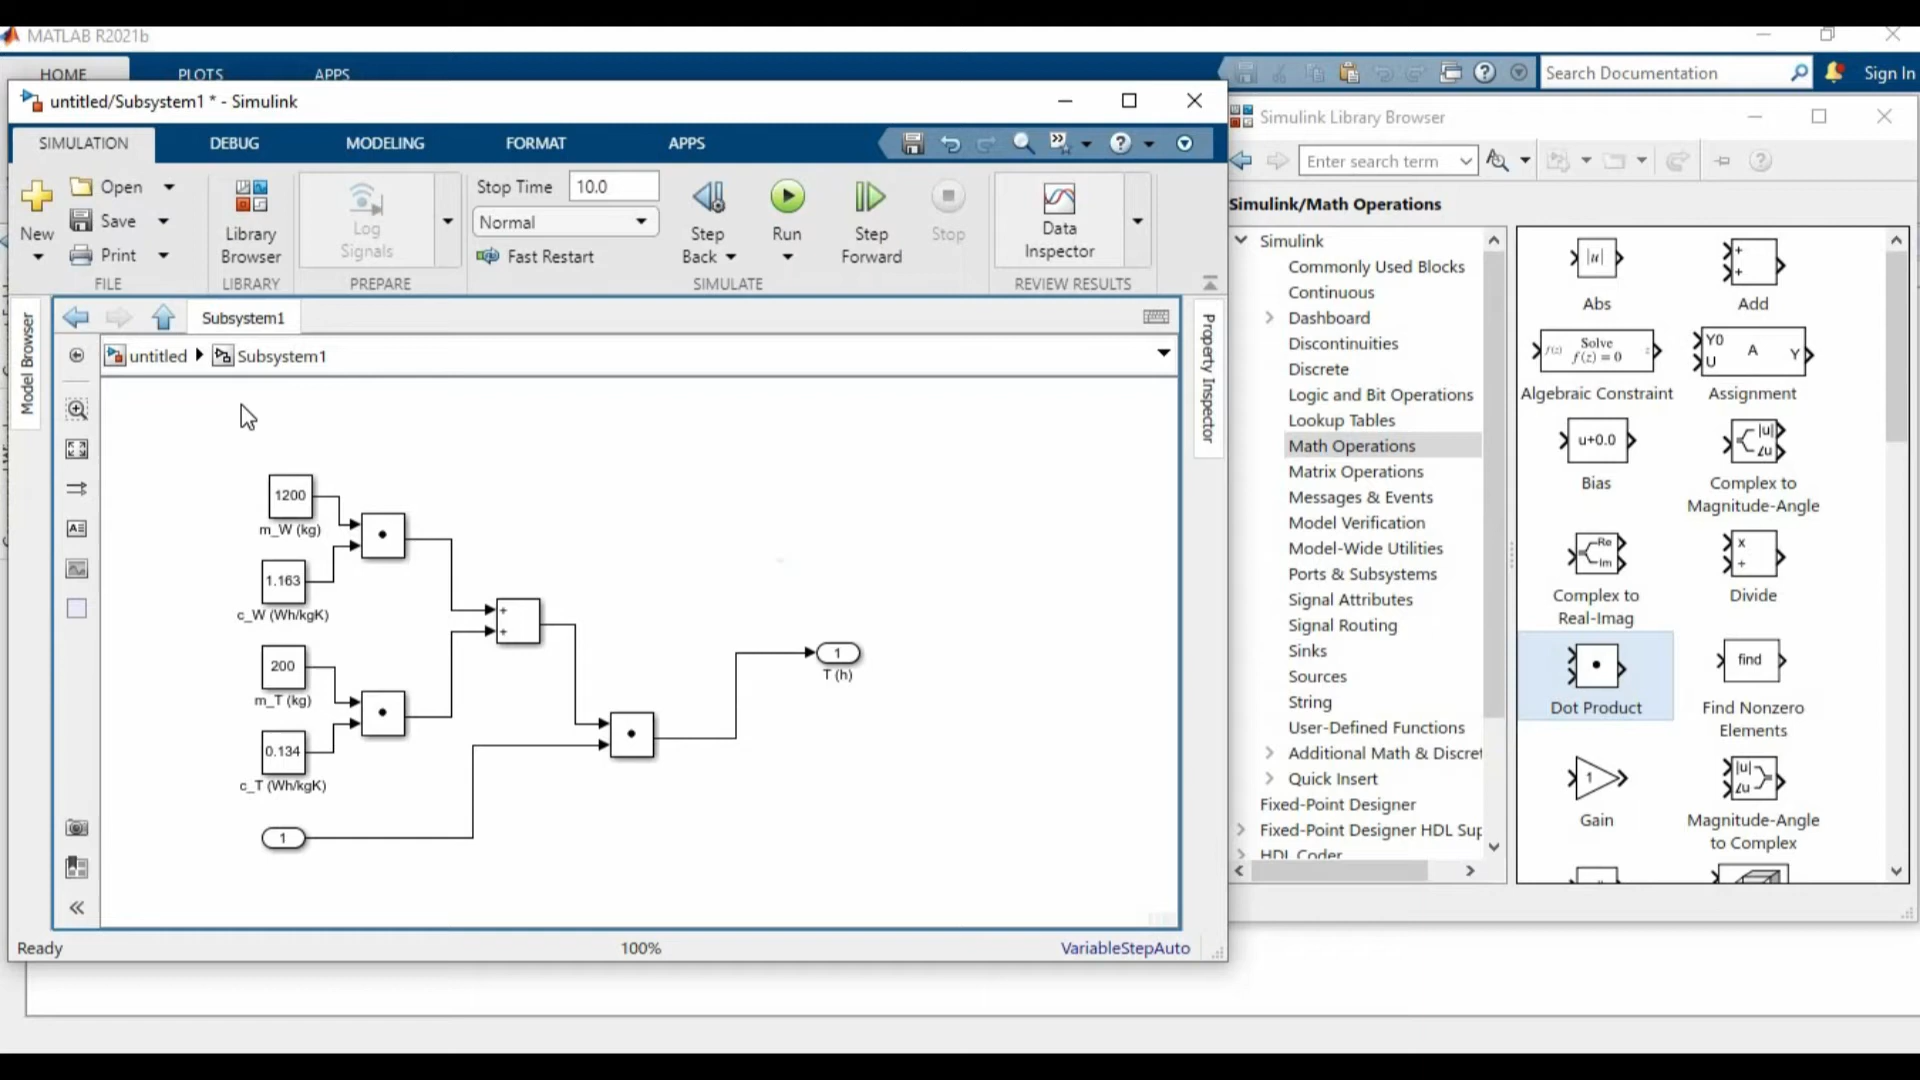 MATLAB R2021b
HOME
PLOTS
APPS
Search Documentation
Sign In
untitled/Subsystem1 * - Simulink
SIMULATION
DEBUG
MODELING
FORMAT
APPS
New
Open
Save
Print
FILE
Library
Browser
LIBRARY
Log
Signals
PREPARE
Stop Time
10.0
Normal
Fast Restart
Step
Back
Run
Step
Forward
Stop
SIMULATE
Data
Inspector
REVIEW RESULTS
Model Browser
Property Inspector
Subsystem1
untitled
Subsystem1
1200
m_W (kg)
1.163
c_W (Wh/kgK)
200
m_T (kg)
0.134
c_T (Wh/kgK)
1
+
+
1
T (h)
Ready
100%
VariableStepAuto
Simulink Library Browser
Enter search term
Simulink/Math Operations
Simulink
Commonly Used Blocks
Continuous
Dashboard
Discontinuities
Discrete
Logic and Bit Operations
Lookup Tables
Math Operations
Matrix Operations
Messages & Events
Model Verification
Model-Wide Utilities
Ports & Subsystems
Signal Attributes
Signal Routing
Sinks
Sources
String
User-Defined Functions
Additional Math & Discret
Quick Insert
Fixed-Point Designer
Fixed-Point Designer HDL Sup
HDL Coder
|u|
Abs
+
+
Add
f(z)
Solve
f(z) = 0
z
Algebraic Constraint
Y0
U
A
Y
Assignment
u+0.0
Bias
|u|
∠u
Complex to
Magnitude-Angle
Re
Im
Complex to
Real-Imag
x
÷
Divide
Dot Product
find
Find Nonzero
Elements
1
Gain
|u|
∠u
Magnitude-Angle
to Complex